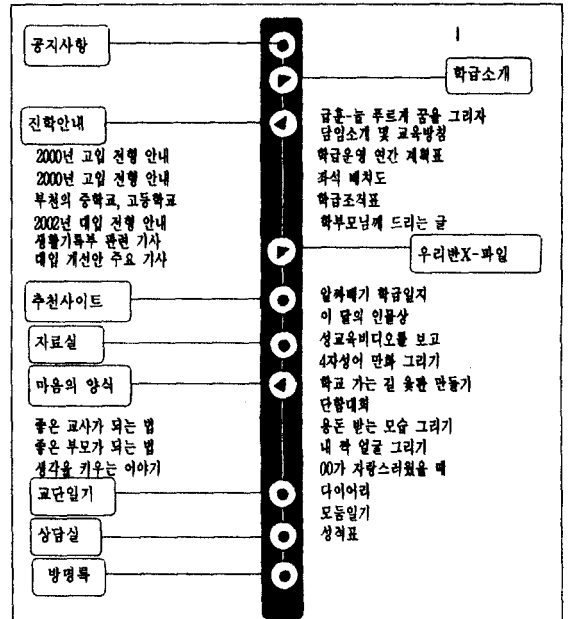 공지사항
학급소개
급훈-늘 푸르게 꿈을 그리자
담임소개 및 교육방침
학급운영 연간 계획표
좌석 배치도
학급조직표
학부모님께 드리는 글
진학안내
2000년 고입 전형 안내
2000년 고입 전형 안내
부천의 중학교, 고등학교
2002년 대입 전형 안내
생활기록부 관련 기사
대입 개선안 주요 기사
우리반X-파일
알짜배기 학급일지
이 달의 인물상
성교육비디오를 보고
4자성어 만화 그리기
학교 가는 길 윷판 만들기
단합대회
용돈 받는 모습 그리기
내 짝 얼굴 그리기
00가 자랑스러웠을 때
다이어리
모둠일기
성적표
추천사이트
자료실
마음의 양식
좋은 교사가 되는 법
좋은 부모가 되는 법
생각을 키우는 이야기
교단일기
상담실
방명록